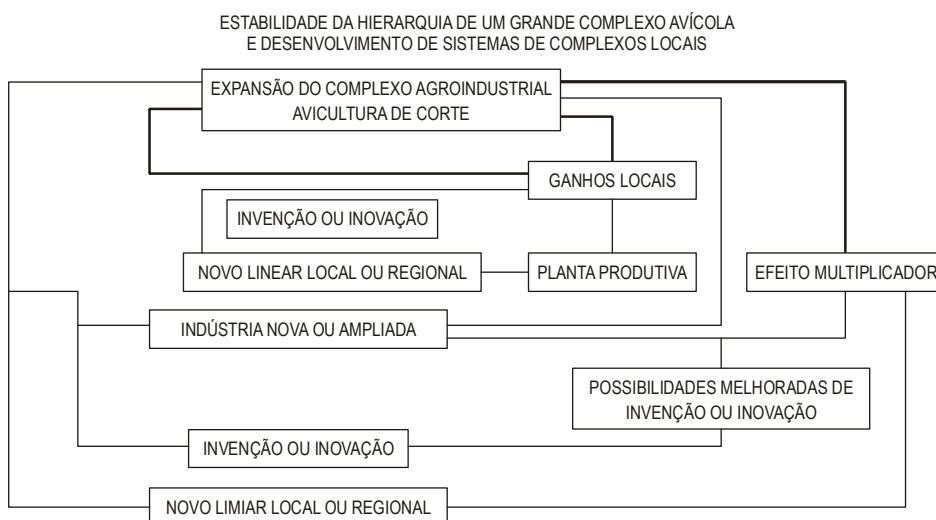 ESTABILIDADE DA HIERARQUIA DE UM GRANDE COMPLEXO AVÍCOLA
E DESENVOLVIMENTO DE SISTEMAS DE COMPLEXOS LOCAIS
EXPANSÃO DO COMPLEXO AGROINDUSTRIAL
AVICULTURA DE CORTE
GANHOS LOCAIS
INVENÇÃO OU INOVAÇÃO
NOVO LINEAR LOCAL OU REGIONAL
PLANTA PRODUTIVA
EFEITO MULTIPLICADOR
INDÚSTRIA NOVA OU AMPLIADA
POSSIBILIDADES MELHORADAS DE
INVENÇÃO OU INOVAÇÃO
INVENÇÃO OU INOVAÇÃO
NOVO LIMIAR LOCAL OU REGIONAL